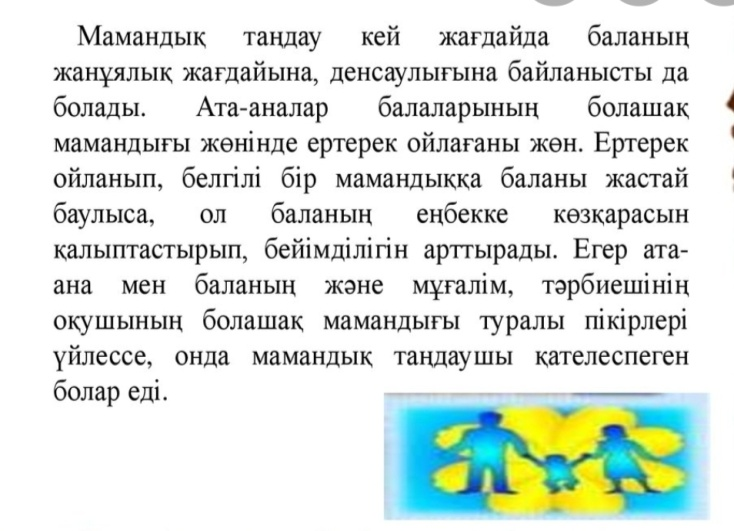 Мамандық таңдау кей жағдайда баланың
жанұялық жағдайына, денсаулығына байланысты да
болады. Ата-аналар балаларының болашақ
мамандығы жөнінде ертерек ойлағаны жөн. Ертерек
ойланып, белгілі бір мамандыққа баланы жастай
баулыса, ол баланың еңбекке көзқарасын
қалыптастырып, бейімділігін арттырады. Егер ата-
ана мен баланың және мұғалім, тәрбиешінің
оқушының болашақ мамандығы туралы пікірлері
үйлессе, онда мамандық таңдаушы қателеспеген
болар еді.